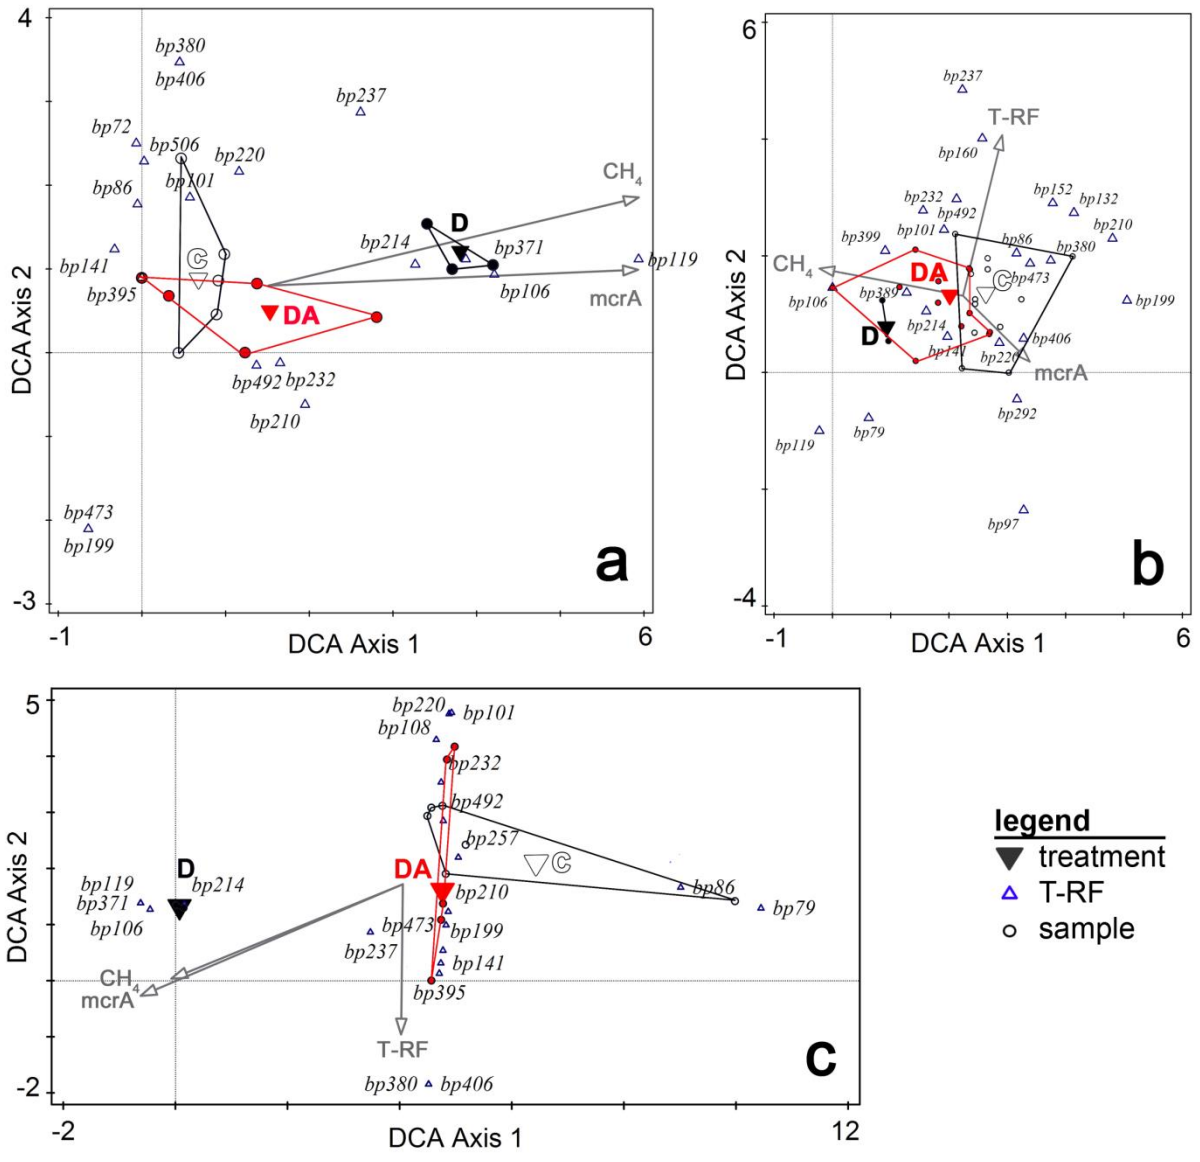 4
bp380
bp406
bp237
bp72
bp506
bp220
bp86
bp101
CH4
C
D
bp214
bp371
bp119
bp141
bp395
DA
bp106
mcrA
bp492
bp232
bp210
bp473
bp199
a
DCA Axis 2
-3
-1
DCA Axis 1
6
6
bp237
T-RF
bp160
bp232
bp492
bp152
bp132
bp210
bp101
bp86
bp380
bp399
CH4
DA
C
bp473
bp106
bp389
bp199
D
bp214
bp141
bp220
bp406
mcrA
bp292
bp119
bp79
bp97
b
DCA Axis 2
-4
-1
DCA Axis 1
6
5
bp220
bp101
bp108
bp232
bp492
bp257
D
DA
C
bp119
bp214
bp371
bp210
bp86
bp79
bp106
bp473
bp199
bp237
bp141
CH4
mcrA
bp395
T-RF
bp380
bp406
c
DCA Axis 2
-2
-2
DCA Axis 1
12
legend
treatment
T-RF
sample